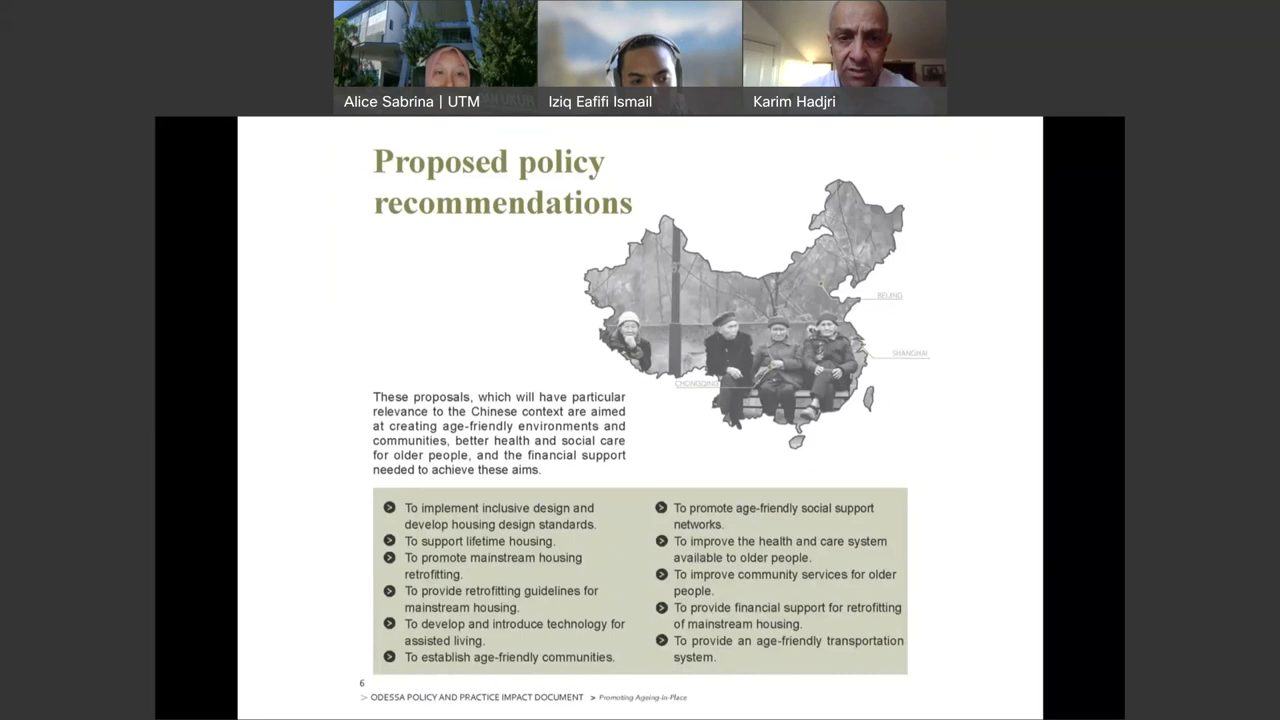 Alice Sabrina | UTM
Iziq Eafifi Ismail
Karim Hadjri
Proposed policy
recommendations
BEIJING
SHANGHAI
CHONGQING
These proposals, which will have particular
relevance to the Chinese context are aimed
at creating age-friendly environments and
communities, better health and social care
for older people, and the financial support
needed to achieve these aims.
To implement inclusive design and
develop housing design standards.
To support lifetime housing.
To promote mainstream housing
retrofitting.
To provide retrofitting guidelines for
mainstream housing.
To develop and introduce technology for
assisted living.
To establish age-friendly communities.
To promote age-friendly social support
networks.
To improve the health and care system
available to older people.
To improve community services for older
people.
To provide financial support for retrofitting
of mainstream housing.
To provide an age-friendly transportation
system.
6
> ODESSA POLICY AND PRACTICE IMPACT DOCUMENT > Promoting Ageing-in-Place